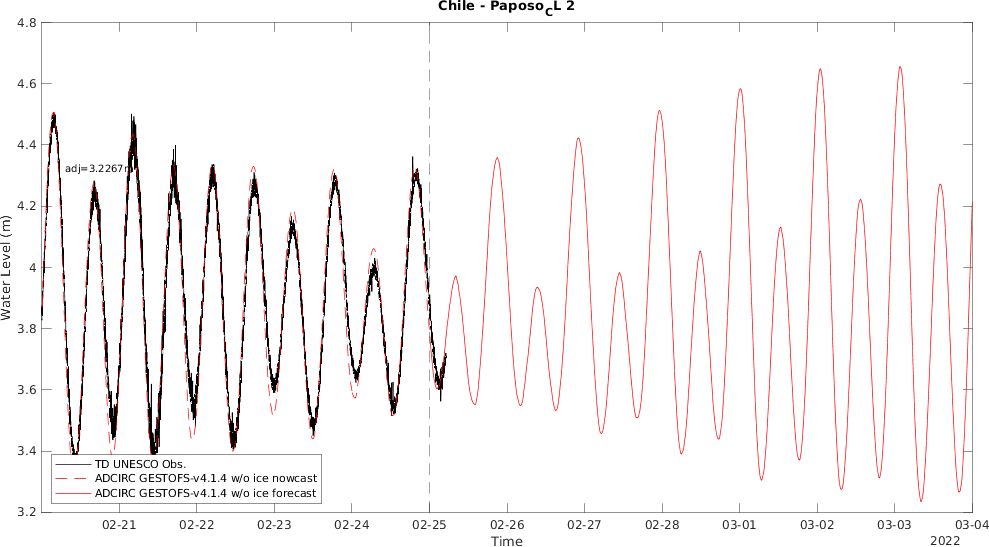 Chile - Paposo_CL 2
4.8
4.6
4.4
4.2
4
3.8
3.6
3.4
3.2
Water Level (m)
adj=3.2267m
TD UNESCO Obs.
ADCIRC GESTOFS-v4.1.4 w/o ice nowcast
ADCIRC GESTOFS-v4.1.4 w/o ice forecast
02-21 02-22 02-23 02-24 02-25 02-26 02-27 02-28 03-01 03-02 03-03 03-04
Time
2022